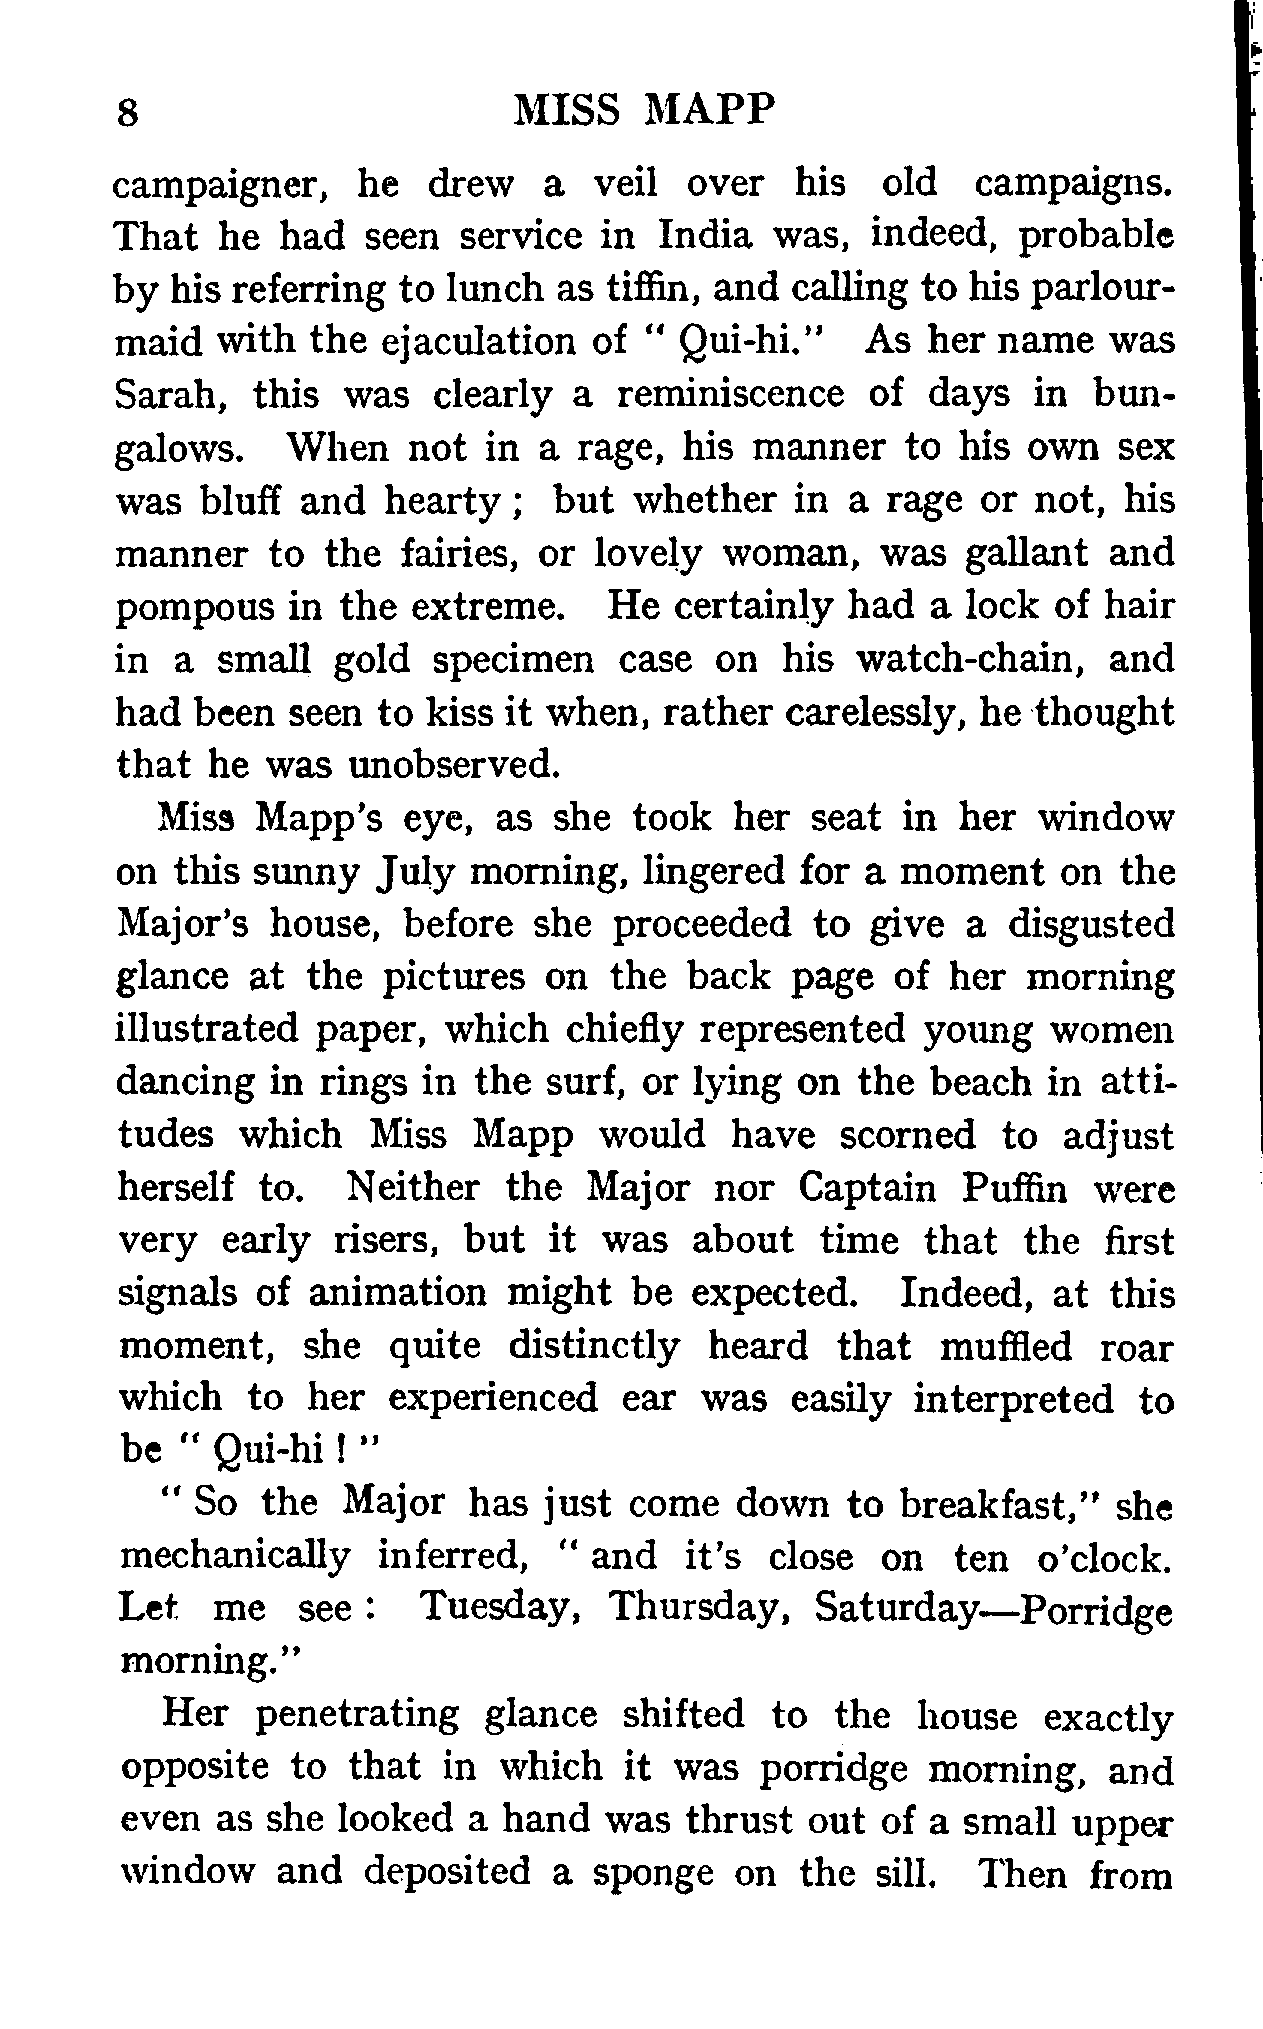 8 MISS MAPP
campaigner, he drew a veil over his old campaigns.
That he had seen service in India was, indeed, probable
by his referring to lunch as tiffin, and calling to his parlour-
maid with the ejaculation of " Qui-hi." As her name was
Sarah, this was clearly a reminiscence of days in bun-
galows. When not in a rage, his manner to his own sex
was bluff and hearty ; but whether in a rage or not, his
manner to the fairies, or lovely woman, was gallant and
pompous in the extreme. He certainly had a lock of hair
in a small gold specimen case on his watch-chain, and
had been seen to kiss it when, rather carelessly, he thought
that he was unobserved.
Miss Mapp's eye, as she took her seat in her window
on this sunny July morning, lingered for a moment on the
Major's house, before she proceeded to give a disgusted
glance at the pictures on the back page of her morning
illustrated paper, which chiefly represented young women
dancing in rings in the surf, or lying on the beach in atti-
tudes which Miss Mapp would have scorned to adjust
herself to. Neither the Major nor Captain Puffin were
very early risers, but it was about time that the first
signals of animation might be expected. Indeed, at this
moment, she quite distinctly heard that muffled roar
which to her experienced ear was easily interpreted to
be " Qui-hi ! "
" So the Major has just come down to breakfast," she
mechanically inferred, " and it's close on ten o'clock.
Let me see : Tuesday, Thursday, Saturday—Porridge
morning."
Her penetrating glance shifted to the house exactly
opposite to that in which it was porridge morning, and
even as she looked a hand was thrust out of a small upper
window and deposited a sponge on the sill. Then from